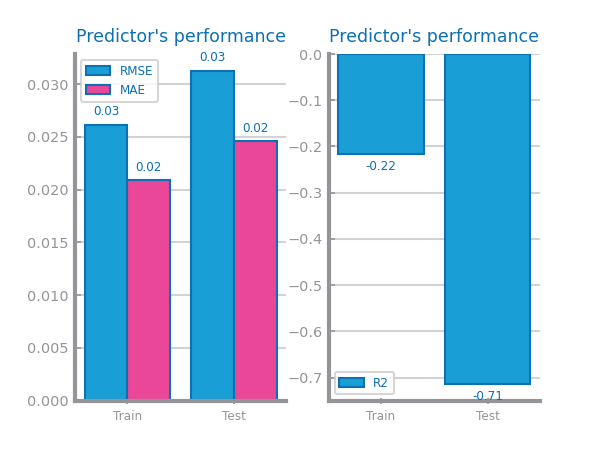 Predictor's performance
0.030
0.025
0.020
0.015
0.010
0.005
0.000
RMSE
MAE
0.03
0.02
0.03
0.02
Train
Test
Predictor's performance
0.0
−0.1
−0.2
−0.3
−0.4
−0.5
−0.6
−0.7
-0.22
-0.71
R2
Train
Test